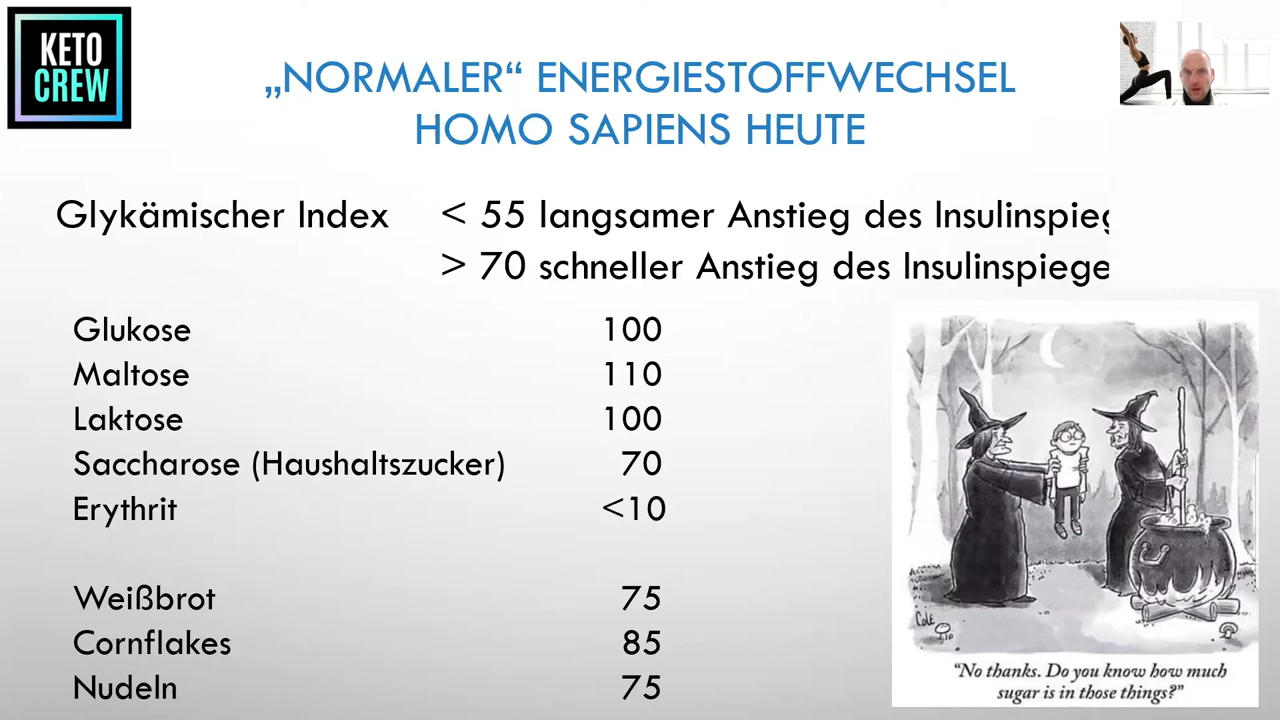 KETO
CREW
„NORMALER“ ENERGIESTOFFWECHSEL
HOMO SAPIENS HEUTE
Glykämischer Index < 55 langsamer Anstieg des Insulinspieg
> 70 schneller Anstieg des Insulinspiege
Glukose 100
Maltose 110
Laktose 100
Saccharose (Haushaltszucker) 70
Erythrit <10
Weißbrot 75
Cornflakes 85
Nudeln 75
Cole
“No thanks. Do you know how much
sugar is in those things?”